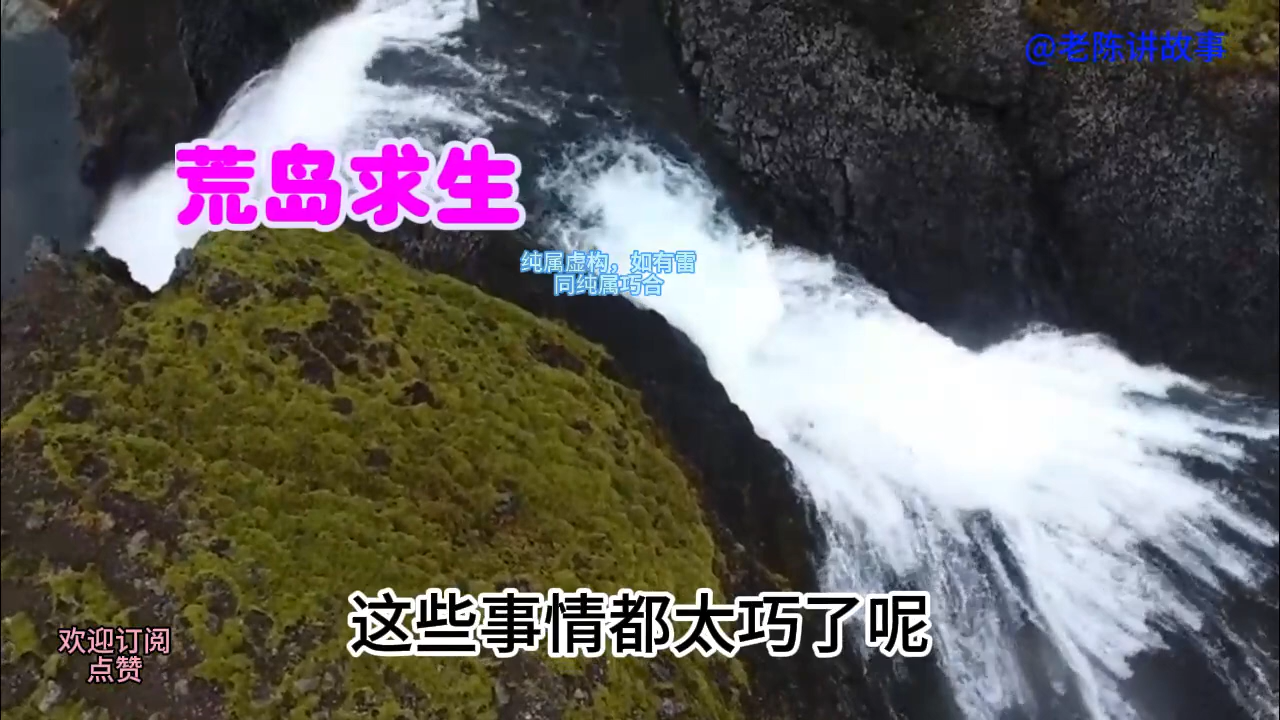 @老陈讲故事
荒岛求生
纯属虚构，如有雷
同纯属巧合
这些事情都太巧了呢
欢迎订阅
点赞